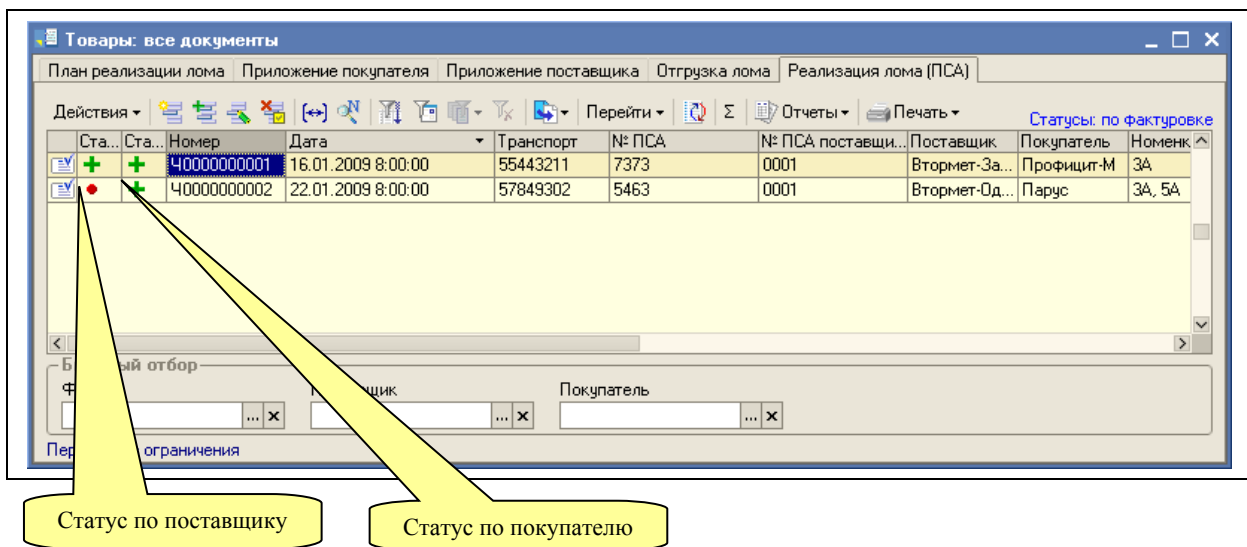 Товары: все документы
План реализации лома Приложение покупателя Приложение поставщика Отгрузка лома Реализация лома (ПСА)
Действия Перейти Σ Отчеты Печать Статусы: по фактуровке
Ста... Ста... Номер Дата Транспорт № ПСА № ПСА поставщи... Поставщик Покупатель Номенк
Ч0000000001 16.01.2009 8:00:00 55443211 7373 0001 Втормет-За... Профицит-М 3А
Ч0000000002 22.01.2009 8:00:00 57849302 5463 0001 Втормет-Од... Парус 3А, 5А
Б ый отбор
Ф щик Покупатель
... x ... x ... x
Пер ограничения
Статус по поставщику
Статус по покупателю